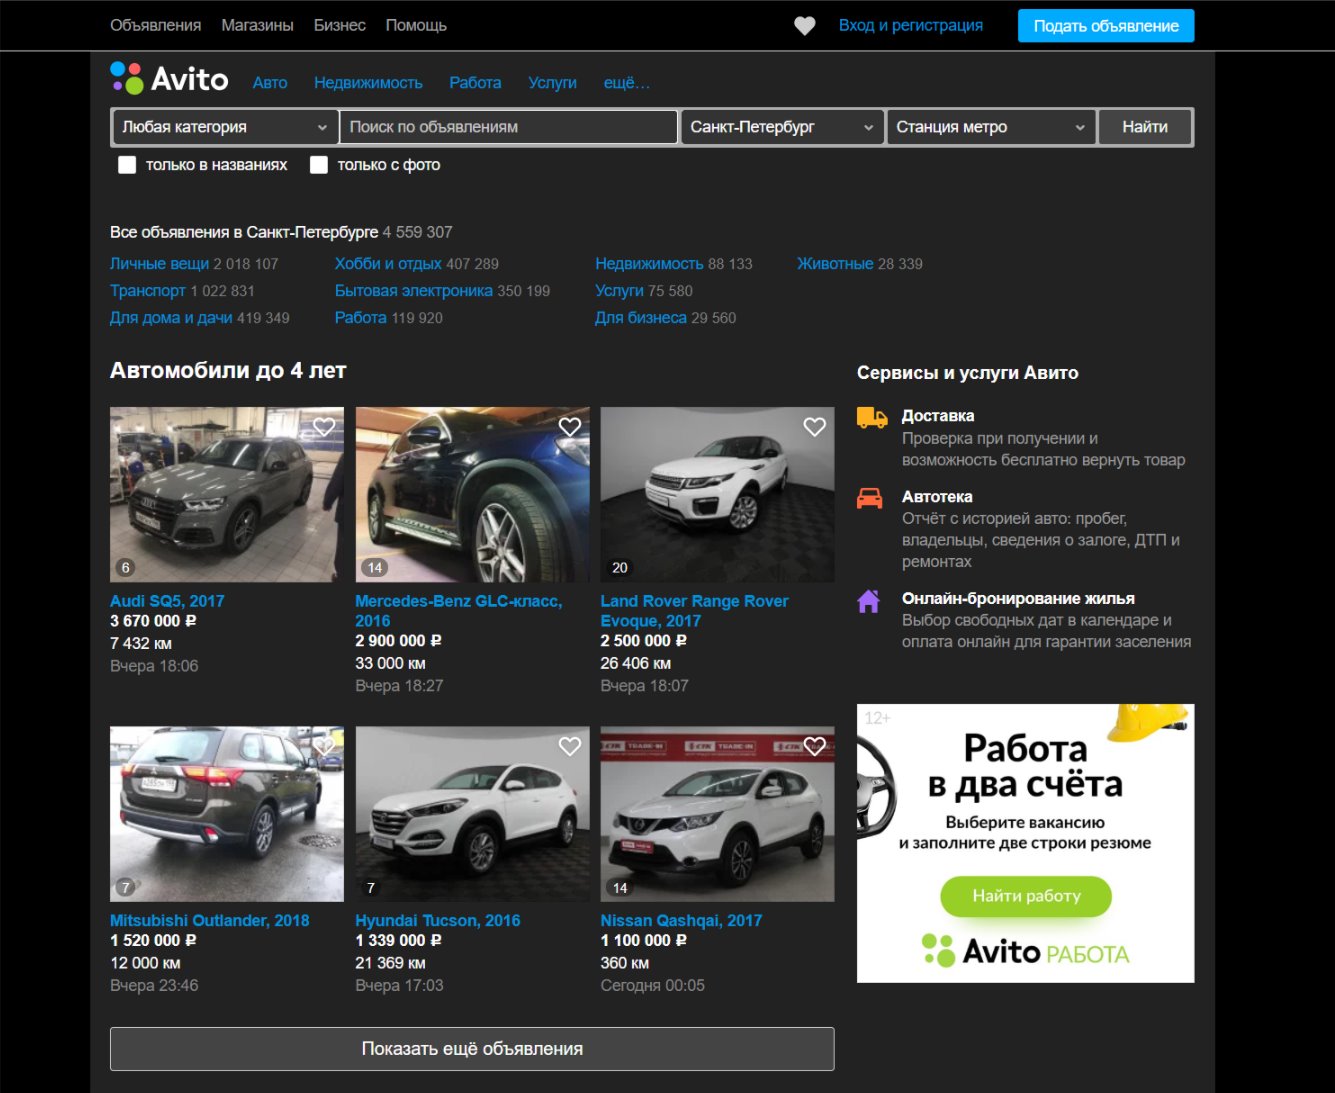 Объявления Магазины Бизнес Помощь
Вход и регистрация Подать объявление
Avito Авто Недвижимость Работа Услуги ещё...
Любая категория Поиск по объявлениям Санкт-Петербург Станция метро Найти
только в названиях только с фото
Все объявления в Санкт-Петербурге 4 559 307
Личные вещи 2 018 107 Хобби и отдых 407 289 Недвижимость 88 133 Животные 28 339
Транспорт 1 022 831 Бытовая электроника 350 199 Услуги 75 580
Для дома и дачи 419 349 Работа 119 920 Для бизнеса 29 560
Автомобили до 4 лет
6
Audi SQ5, 2017
3 670 000 ₽
7 432 км
Вчера 18:06
14
Mercedes-Benz GLC-класс,
2016
2 900 000 ₽
33 000 км
Вчера 18:27
20
Land Rover Range Rover
Evoque, 2017
2 500 000 ₽
26 406 км
Вчера 18:07
7
Mitsubishi Outlander, 2018
1 520 000 ₽
12 000 км
Вчера 23:46
7
Hyundai Tucson, 2016
1 339 000 ₽
21 369 км
Вчера 17:03
TRADE-IN TRADE-IN
14
Nissan Qashqai, 2017
1 100 000 ₽
360 км
Сегодня 00:05
Показать ещё объявления
Сервисы и услуги Авито
Доставка
Проверка при получении и
возможность бесплатно вернуть товар
Автотека
Отчёт с историей авто: пробег,
владельцы, сведения о залоге, ДТП и
ремонтах
Онлайн-бронирование жилья
Выбор свободных дат в календаре и
оплата онлайн для гарантии заселения
12+
Работа
в два счёта
Выберите вакансию
и заполните две строки резюме
Найти работу
Avito РАБОТА